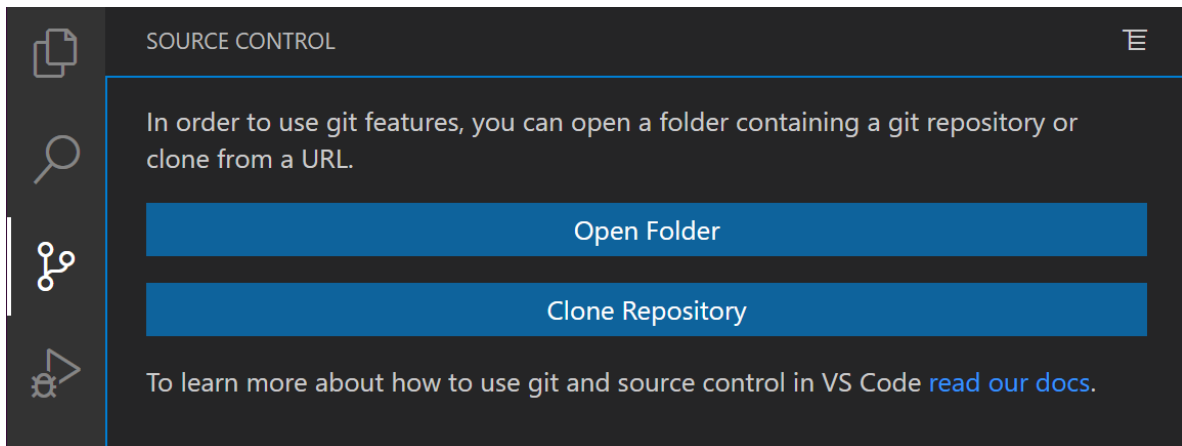 SOURCE CONTROL
In order to use git features, you can open a folder containing a git repository or
clone from a URL.
Open Folder
Clone Repository
To learn more about how to use git and source control in VS Code read our docs.